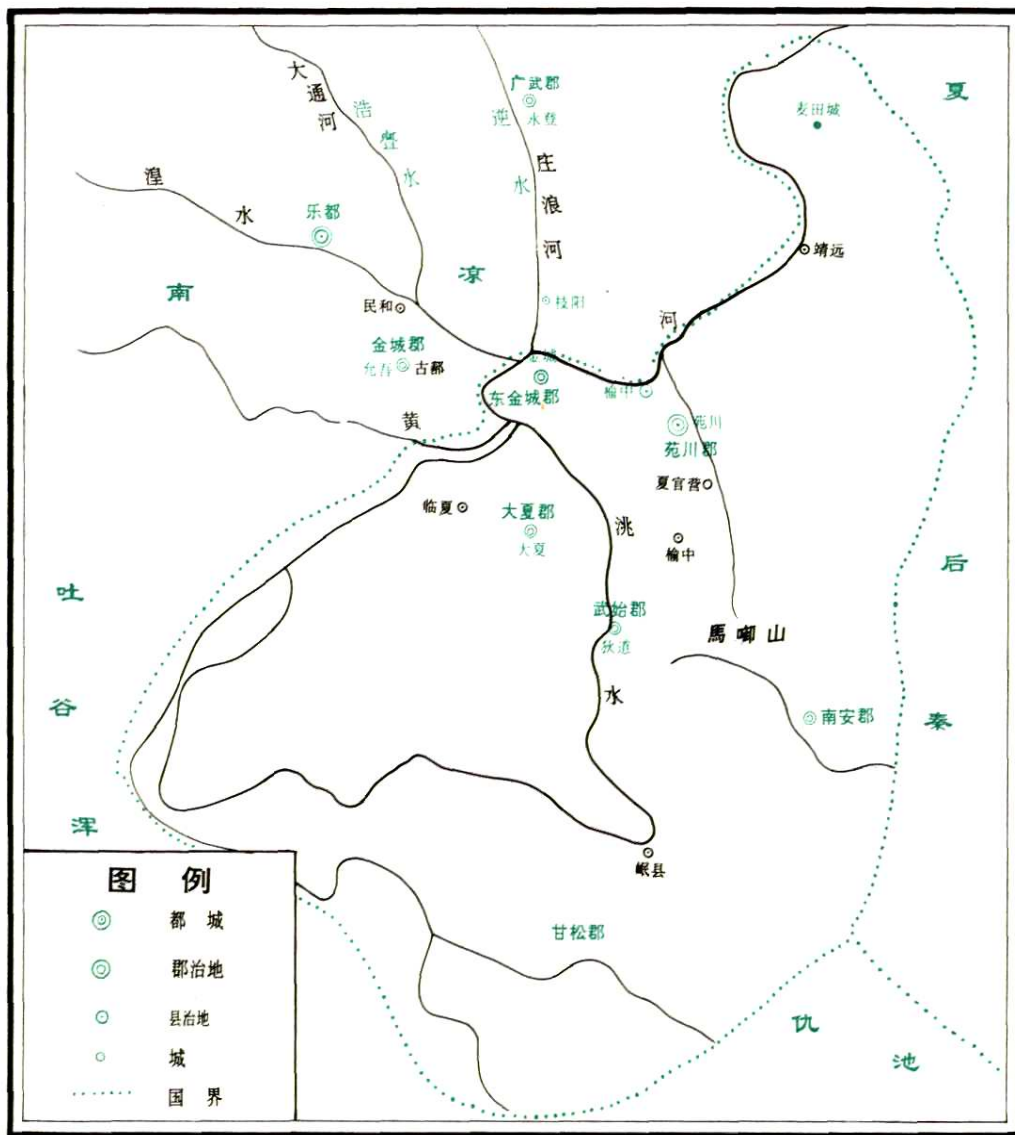 大通河
浩亹水
逆水
广武郡
永登
庄浪河
麦田城
夏
湟水
乐都
南凉
靖远
枝阳
民和
河
金城郡
允吾
古鄯
金城
东金城郡
榆中
黄
苑川
苑川郡
夏官营
临夏
大夏郡
大夏
洮水
榆中
后秦
吐谷浑
武始郡
狄道
馬啣山
南安郡
岷县
甘松郡
仇池
图 例
都 城
郡治地
县治地
城
国 界